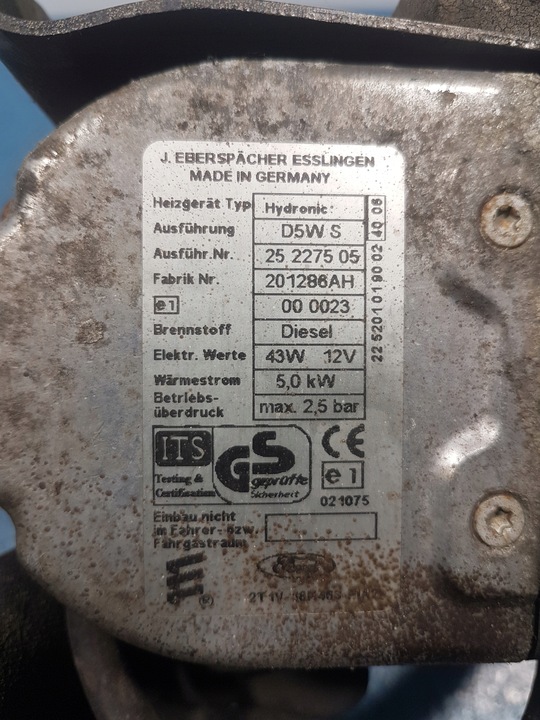 J. EBERSPÄCHER ESSLINGEN
MADE IN GERMANY
Heizgerät Typ Hydronic
Ausführung D5W S
Ausführ.Nr. 25 2275 05
Fabrik Nr. 201286AH
e1 00 0023
Brennstoff Diesel
Elektr. Werte 43W 12V
Wärmestrom 5,0 kW
Betriebs-
überdruck max. 2,5 bar
22 5201 01 90 02 40 06
ITS
Testing &
Certification
GS
geprüfte
Sicherheit
CE
e1
021075
Einbau nicht
im Fahrer- bzw.
Fahrgastraum
®
2T1V